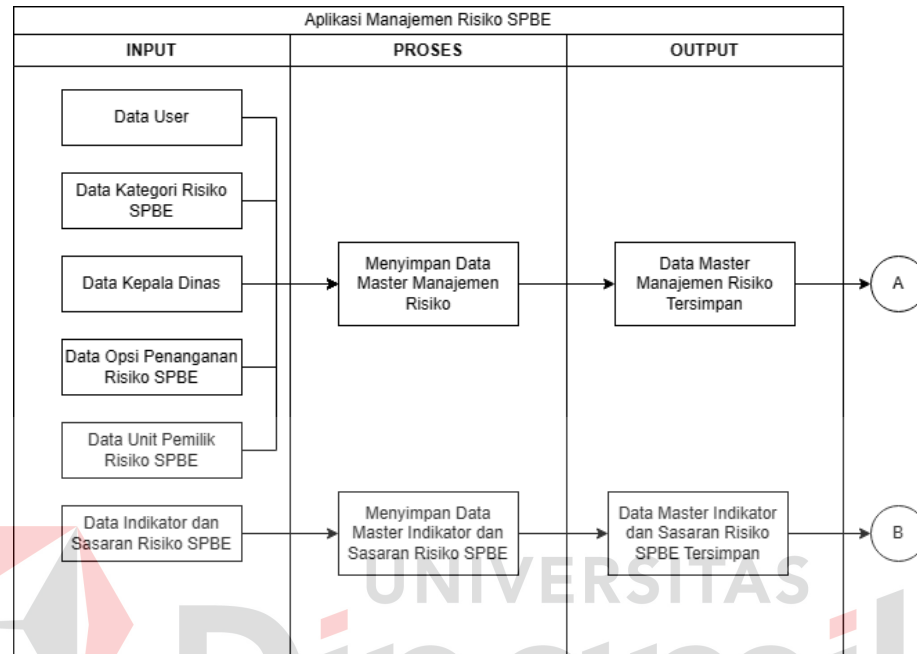 Aplikasi Manajemen Risiko SPBE
INPUT
PROSES
OUTPUT
Data User
Data Kategori Risiko
SPBE
Data Kepala Dinas
Data Opsi Penanganan
Risiko SPBE
Data Unit Pemilik
Risiko SPBE
Menyimpan Data
Master Manajemen
Risiko
Data Master
Manajemen Risiko
Tersimpan
A
Data Indikator dan
Sasaran Risiko SPBE
Menyimpan Data
Master Indikator dan
Sasaran Risiko SPBE
Data Master Indikator
dan Sasaran Risiko
SPBE Tersimpan
B
UNIVERSITAS